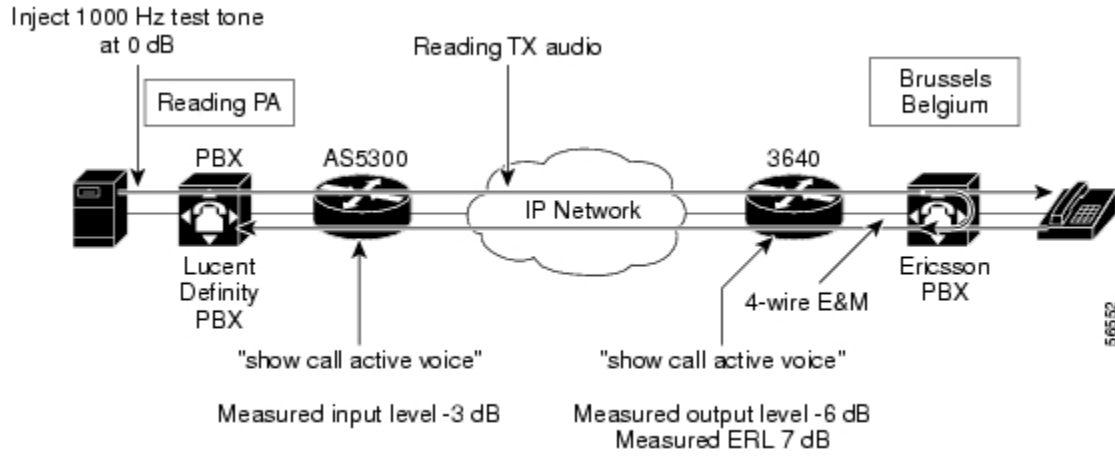 Inject 1000 Hz test tone
at 0 dB
Reading TX audio
Reading PA
Brussels
Belgium
PBX
AS5300
3640
IP Network
Lucent
Definity
PBX
4-wire E&M
Ericsson
PBX
"show call active voice"
"show call active voice"
Measured input level -3 dB
Measured output level -6 dB
Measured ERL 7 dB
56552